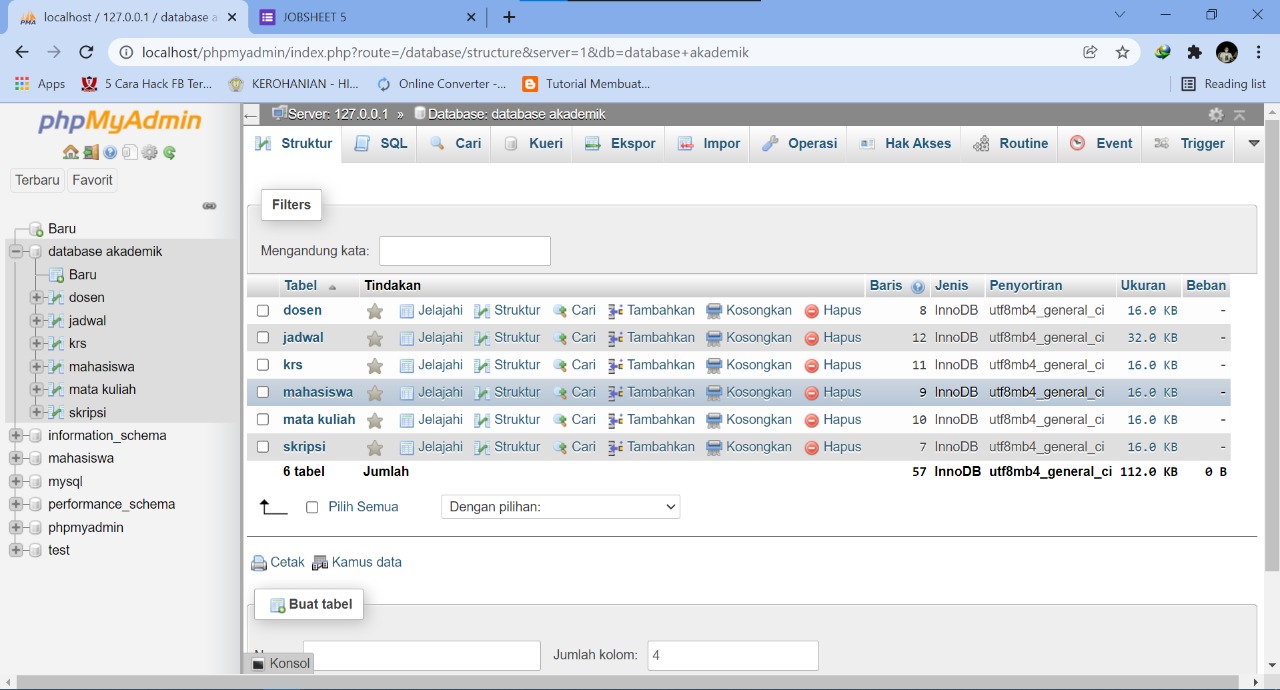 localhost / 127.0.0.1 / database a
JOBSHEET 5
localhost/phpmyadmin/index.php?route=/database/structure&server=1&db=database+akademik
Apps
5 Cara Hack FB Ter...
KEROHANIAN - HI...
Online Converter -...
Tutorial Membuat...
Reading list
phpMyAdmin
Terbaru Favorit
Baru
database akademik
Baru
dosen
jadwal
krs
mahasiswa
mata kuliah
skripsi
information_schema
mahasiswa
mysql
performance_schema
phpmyadmin
test
Server: 127.0.0.1 » Database: database akademik
Struktur SQL Cari Kueri Ekspor Impor Operasi Hak Akses Routine Event Trigger
Filters
Mengandung kata:
Tabel Tindakan Baris Jenis Penyortiran Ukuran Beban
dosen Jelajahi Struktur Cari Tambahkan Kosongkan Hapus 8 InnoDB utf8mb4_general_ci 16.0 KB -
jadwal Jelajahi Struktur Cari Tambahkan Kosongkan Hapus 12 InnoDB utf8mb4_general_ci 32.0 KB -
krs Jelajahi Struktur Cari Tambahkan Kosongkan Hapus 11 InnoDB utf8mb4_general_ci 16.0 KB -
mahasiswa Jelajahi Struktur Cari Tambahkan Kosongkan Hapus 9 InnoDB utf8mb4_general_ci 16.0 KB -
mata kuliah Jelajahi Struktur Cari Tambahkan Kosongkan Hapus 10 InnoDB utf8mb4_general_ci 16.0 KB -
skripsi Jelajahi Struktur Cari Tambahkan Kosongkan Hapus 7 InnoDB utf8mb4_general_ci 16.0 KB -
6 tabel Jumlah 57 InnoDB utf8mb4_general_ci 112.0 KB 0 B
Pilih Semua Dengan pilihan:
Cetak Kamus data
Buat tabel
Jumlah kolom: 4
Konsol